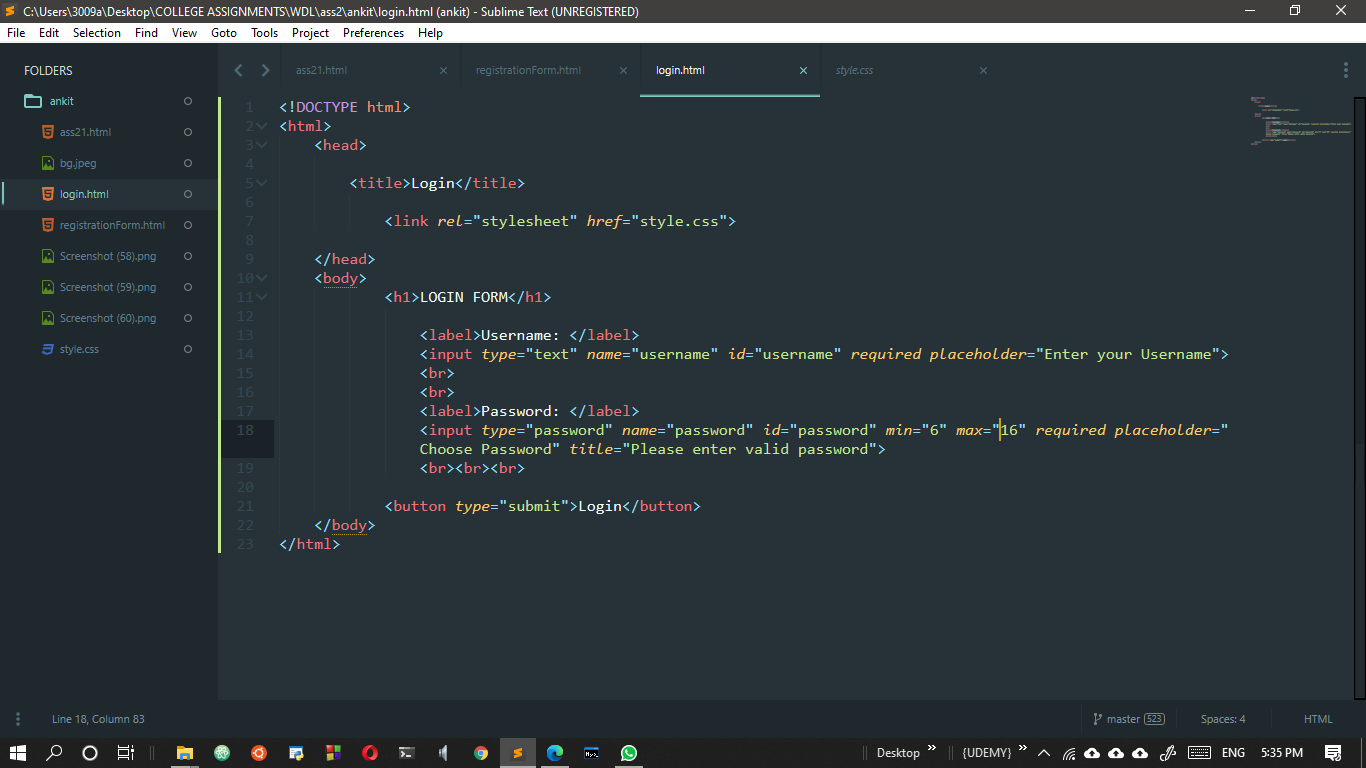 C:\Users\3009a\Desktop\COLLEGE ASSIGNMENTS\WDL\ass2\ankit\login.html (ankit) - Sublime Text (UNREGISTERED)
File Edit Selection Find View Goto Tools Project Preferences Help
FOLDERS
ankit
ass21.html
bg.jpeg
login.html
registrationForm.html
Screenshot (58).png
Screenshot (59).png
Screenshot (60).png
style.css
ass21.html registrationForm.html login.html style.css
1 <!DOCTYPE html>
2 <html>
3 <head>
4
5 <title>Login</title>
6
7 <link rel="stylesheet" href="style.css">
8
9 </head>
10 <body>
11 <h1>LOGIN FORM</h1>
12
13 <label>Username: </label>
14 <input type="text" name="username" id="username" required placeholder="Enter your Username">
15 <br>
16 <br>
17 <label>Password: </label>
18 <input type="password" name="password" id="password" min="6" max="16" required placeholder="
Choose Password" title="Please enter valid password">
19 <br><br><br>
20
21 <button type="submit">Login</button>
22 </body>
23 </html>
Line 18, Column 83 master 523 Spaces: 4 HTML
Desktop » {UDEMY} » ENG 5:35 PM